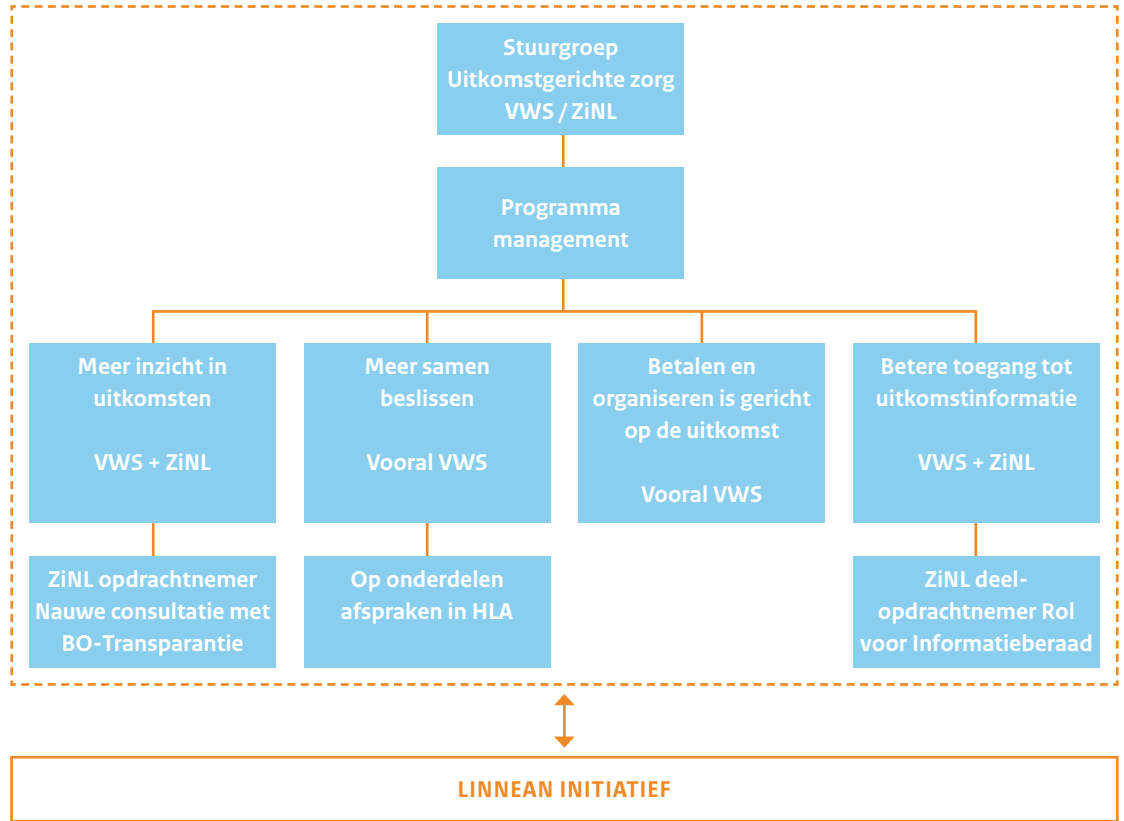 Stuurgroep
Uitkomstgerichte zorg
VWS / ZiNL
Programma
management
Meer inzicht in
uitkomsten
VWS + ZiNL
Meer samen
beslissen
Vooral VWS
Betalen en
organiseren is gericht
op de uitkomst
Vooral VWS
Betere toegang tot
uitkomstinformatie
VWS + ZiNL
ZiNL opdrachtnemer
Nauwe consultatie met
BO-Transparantie
Op onderdelen
afspraken in HLA
ZiNL deel-
opdrachtnemer Rol
voor Informatieberaad
LINNEAN INITIATIEF